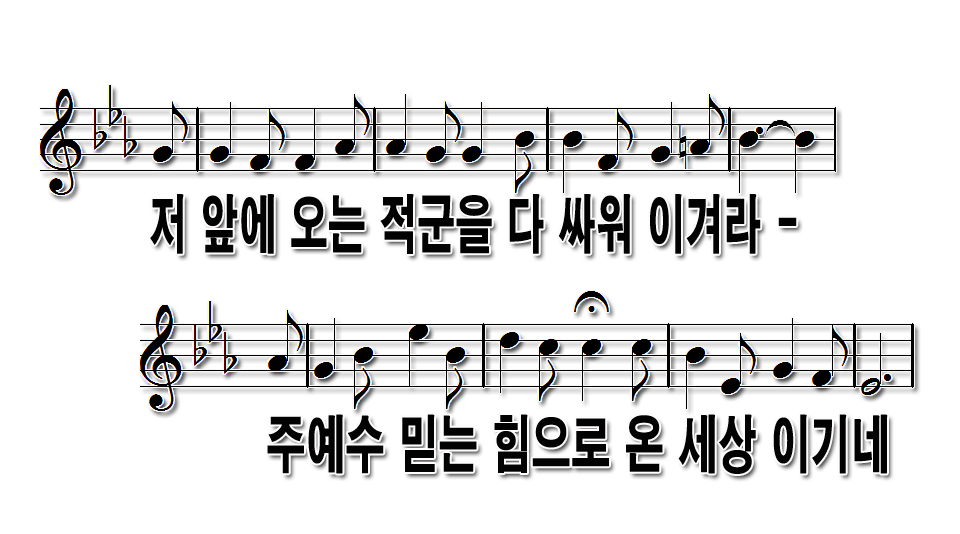 저 앞에 오는 적군을 다 싸워 이겨라 -
주예수 믿는 힘으로 온 세상 이기네